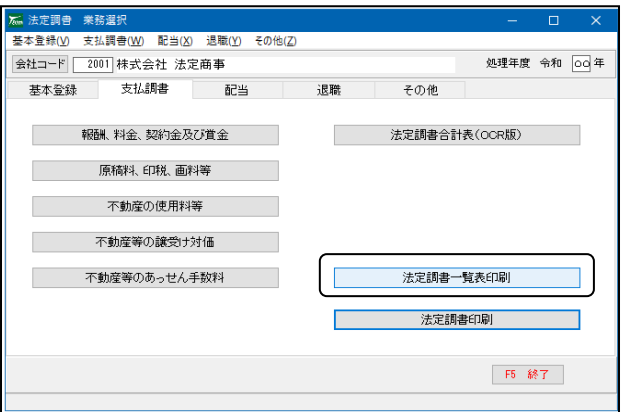 法定調書　業務選択
基本登録(V)　支払調書(W)　配当(X)　退職(Y)　その他(Z)
会社コード　2001　株式会社 法定商事　処理年度　令和　○○ 年
基本登録　支払調書　配当　退職　その他
報酬、料金、契約金及び賞金　法定調書合計表(OCR版)
原稿料、印税、画料等
不動産の使用料等
不動産等の譲受け対価
不動産等のあっせん手数料　法定調書一覧表印刷
法定調書印刷
F5　終了